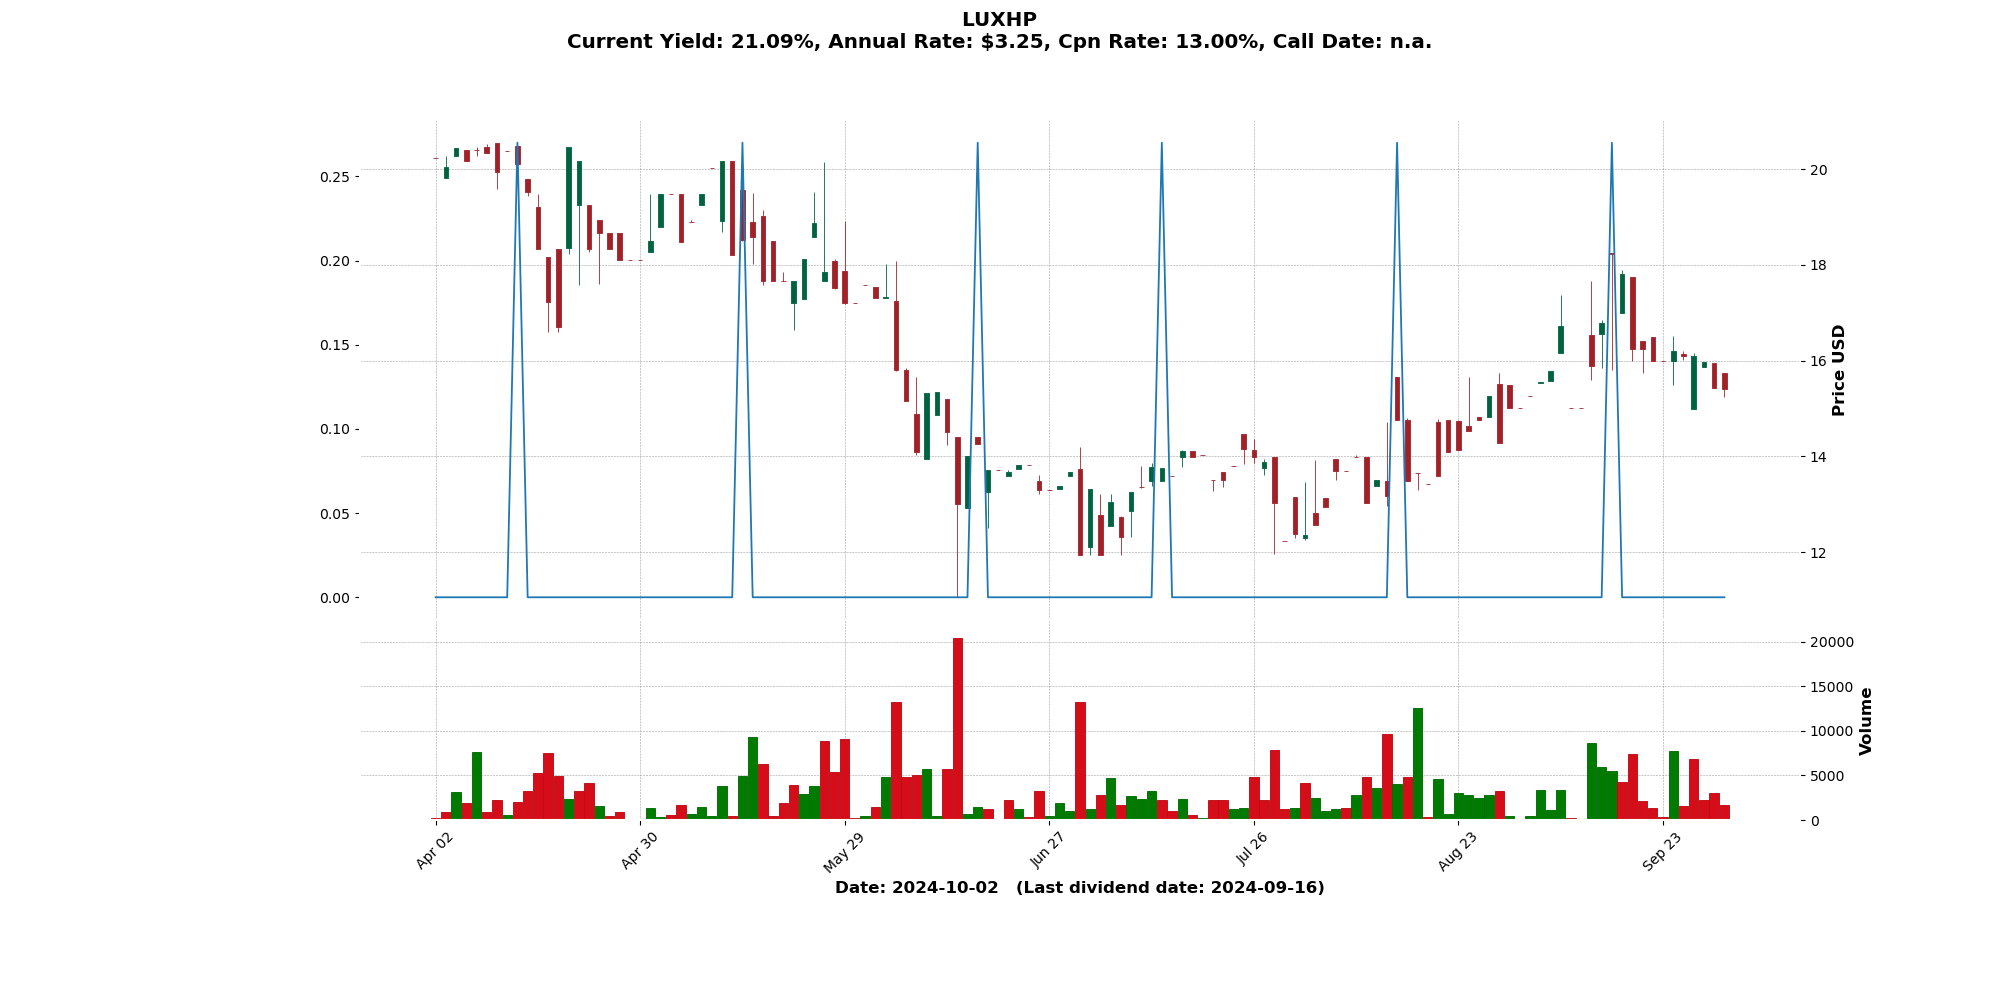 LUXHP
Current Yield: 21.09%, Annual Rate: $3.25, Cpn Rate: 13.00%, Call Date: n.a.
0.25
0.20
0.15
0.10
0.05
0.00
20
18
16
14
12
Price USD
20000
15000
10000
5000
0
Volume
Apr 02
Apr 30
May 29
Jun 27
Jul 26
Aug 23
Sep 23
Date: 2024-10-02 (Last dividend date: 2024-09-16)